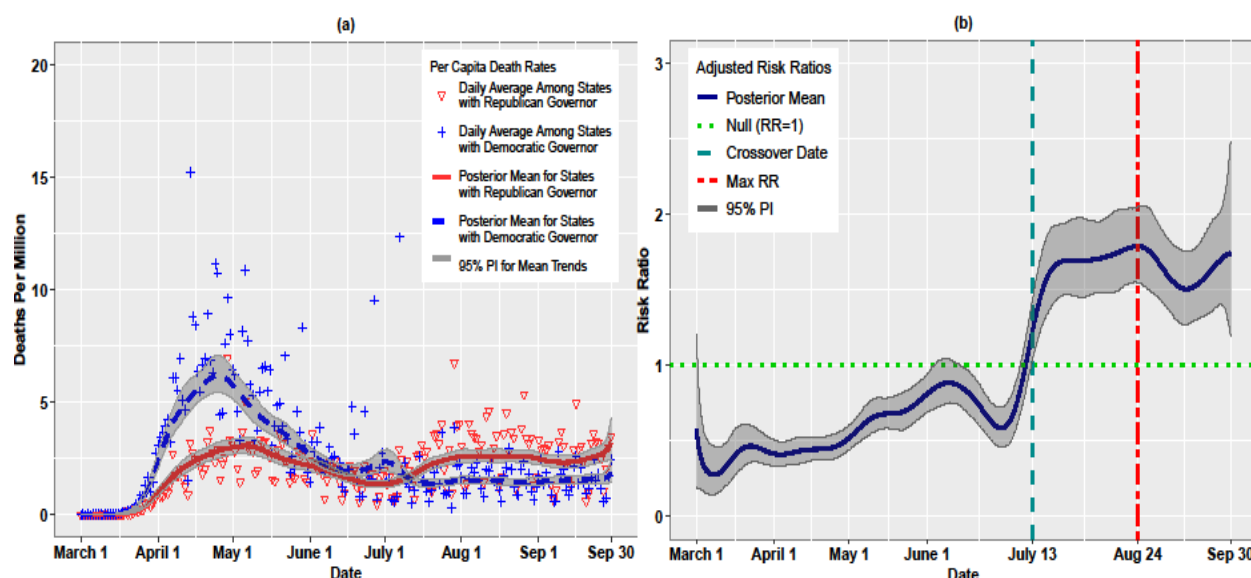 (a)
20
15
10
5
0
Deaths Per Million
Per Capita Death Rates
Daily Average Among States
with Republican Governor
Daily Average Among States
with Democratic Governor
Posterior Mean for States
with Republican Governor
Posterior Mean for States
with Democratic Governor
95% PI for Mean Trends
March 1 April 1 May 1 June 1 July 1 Aug 1 Sep 1 Sep 30
Date
(b)
3
2
1
0
Risk Ratio
Adjusted Risk Ratios
Posterior Mean
Null (RR=1)
Crossover Date
Max RR
95% PI
March 1 April 1 May 1 June 1 July 13 Aug 24 Sep 30
Date